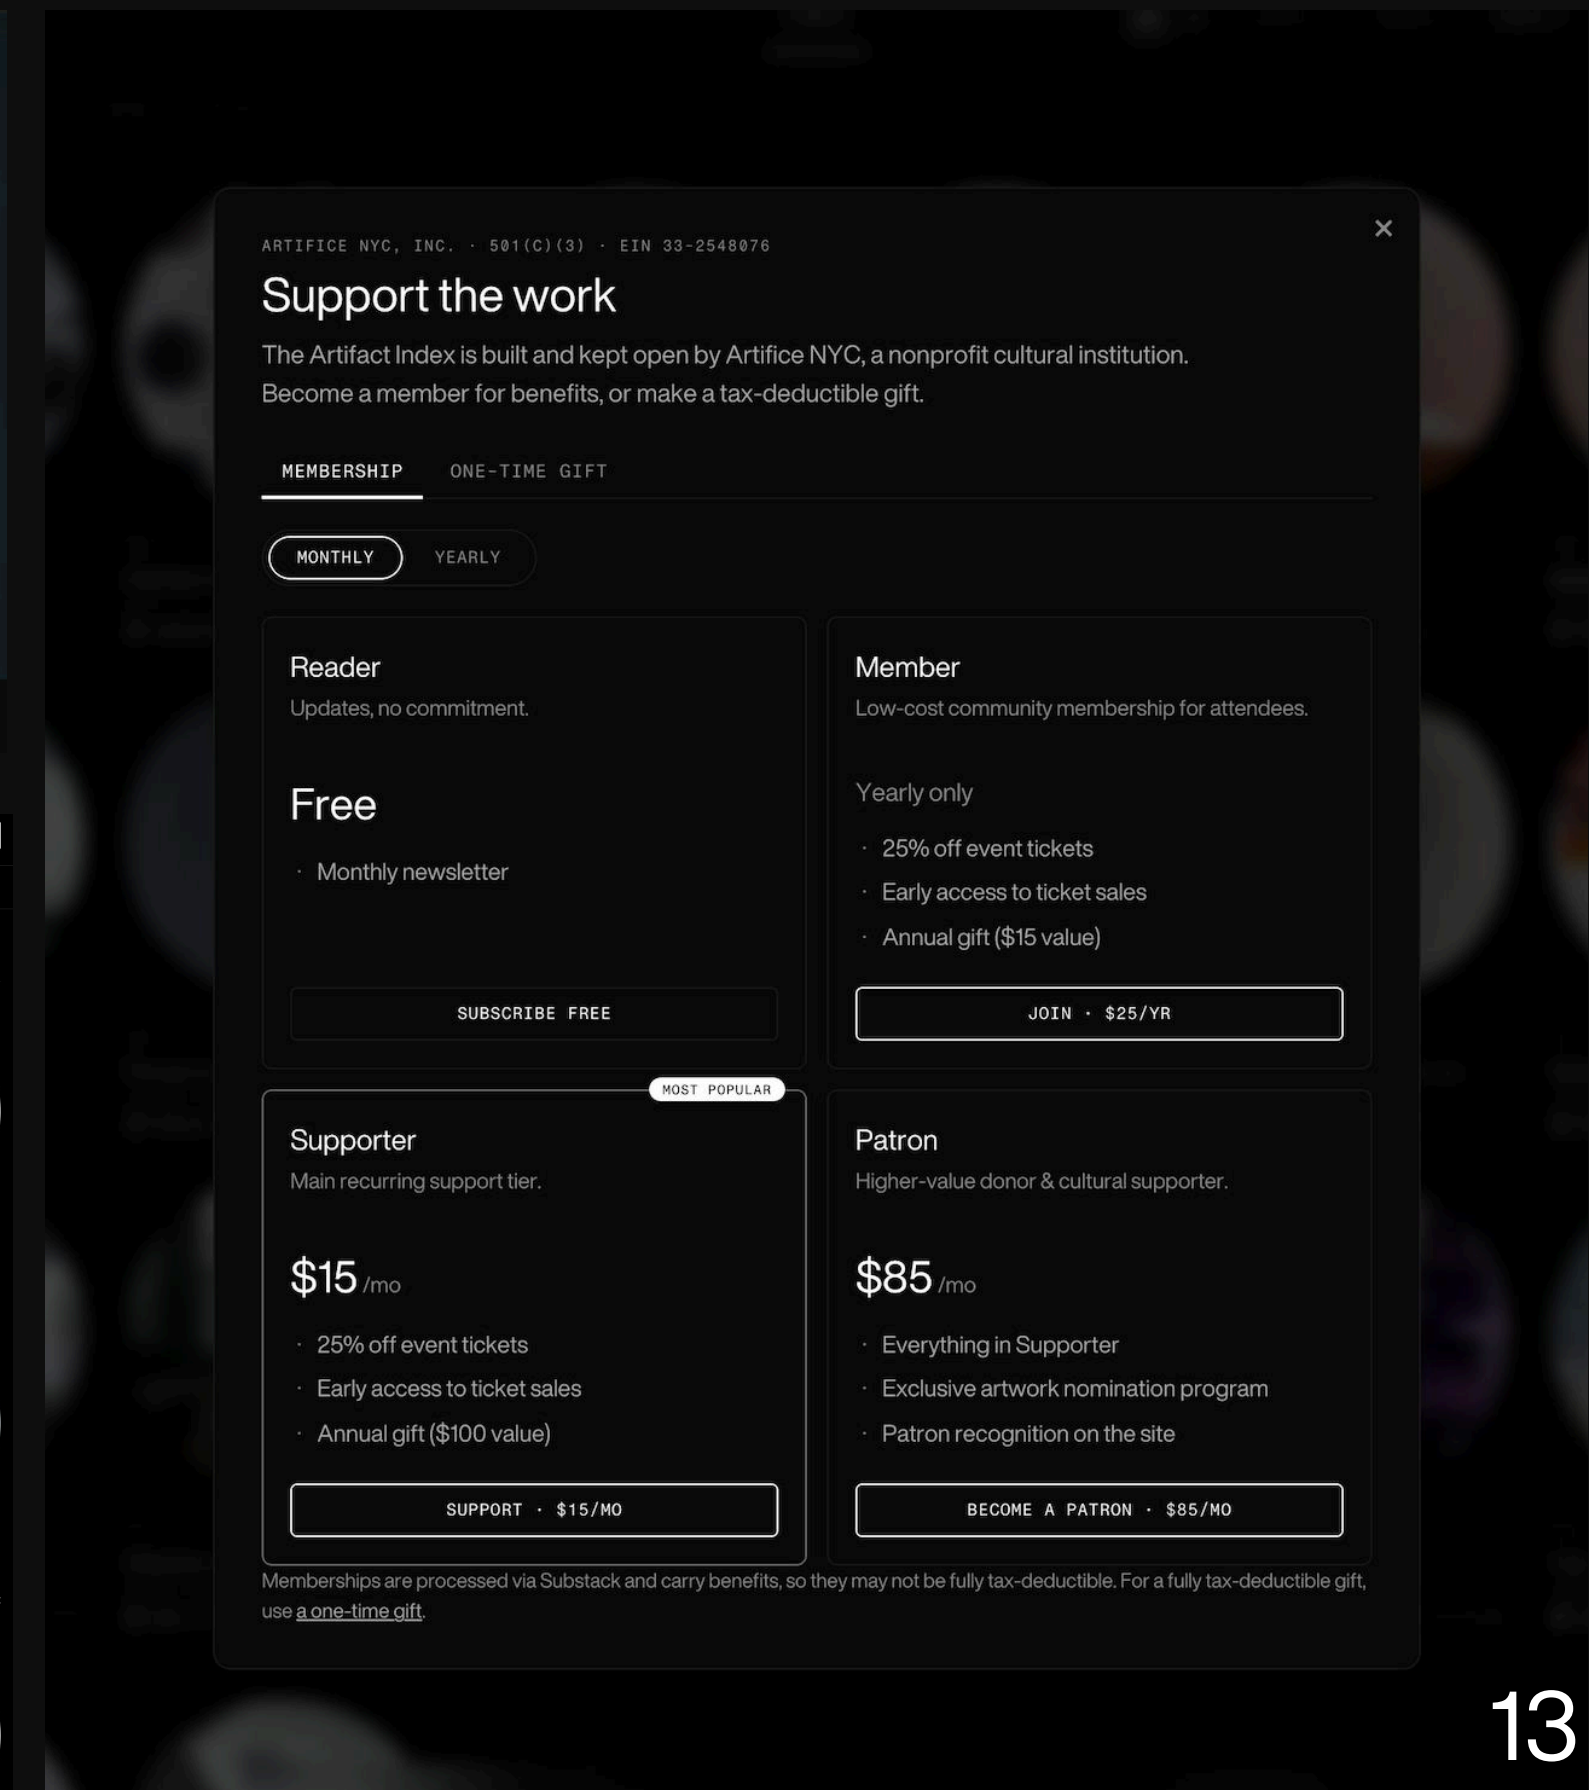 ARTIFICE NYC, INC. · 501(C)(3) · EIN 33-2548076
Support the work
The Artifact Index is built and kept open by Artifice NYC, a nonprofit cultural institution.
Become a member for benefits, or make a tax-deductible gift.
MEMBERSHIP
ONE-TIME GIFT
MONTHLY
YEARLY
Reader
Updates, no commitment.
Free
· Monthly newsletter
SUBSCRIBE FREE
Member
Low-cost community membership for attendees.
Yearly only
· 25% off event tickets
· Early access to ticket sales
· Annual gift ($15 value)
JOIN · $25/YR
MOST POPULAR
Supporter
Main recurring support tier.
$15 /mo
· 25% off event tickets
· Early access to ticket sales
· Annual gift ($100 value)
SUPPORT · $15/MO
Patron
Higher-value donor & cultural supporter.
$85 /mo
· Everything in Supporter
· Exclusive artwork nomination program
· Patron recognition on the site
BECOME A PATRON · $85/MO
Memberships are processed via Substack and carry benefits, so they may not be fully tax-deductible. For a fully tax-deductible gift,
use a one-time gift.
13